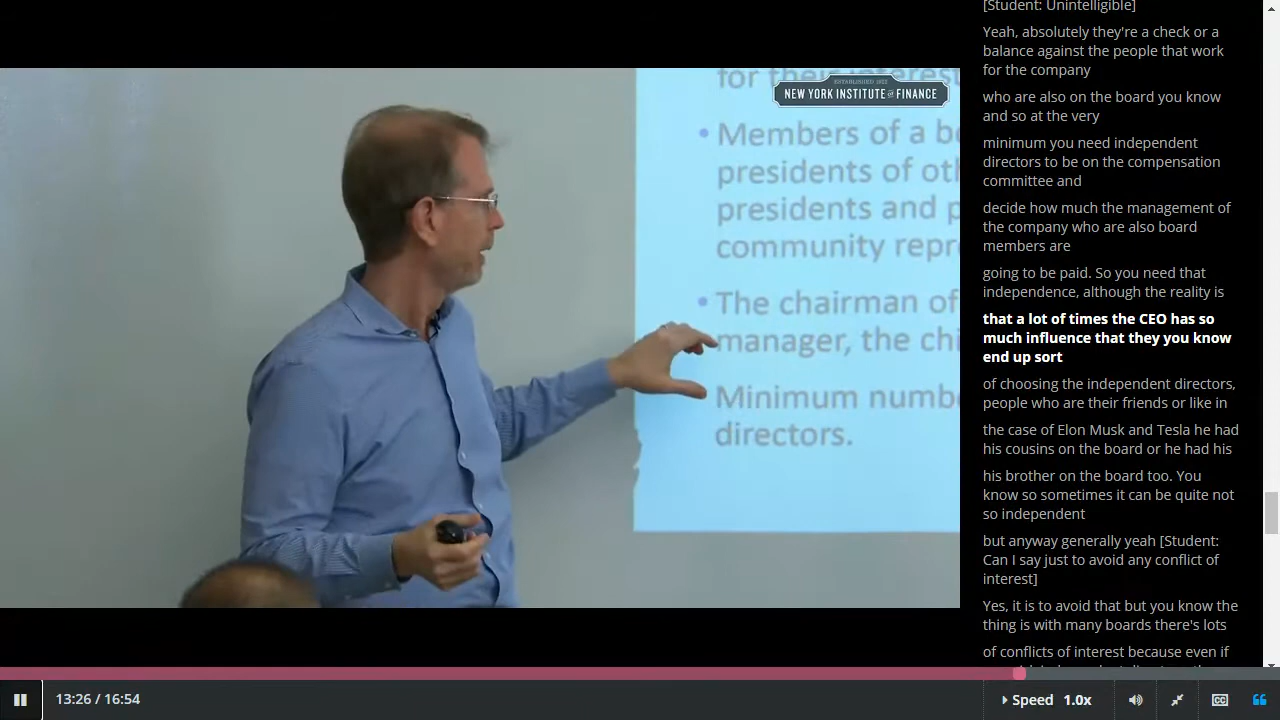 for their interes
ESTABLISHED 1922
NEW YORK INSTITUTE OF FINANCE
• Members of a b
presidents of ot
presidents and p
community repr
• The chairman of
manager, the chi
Minimum numb
directors.
[Student: Unintelligible]
Yeah, absolutely they're a check or a
balance against the people that work
for the company
who are also on the board you know
and so at the very
minimum you need independent
directors to be on the compensation
committee and
decide how much the management of
the company who are also board
members are
going to be paid. So you need that
independence, although the reality is
that a lot of times the CEO has so
much influence that they you know
end up sort
of choosing the independent directors,
people who are their friends or like in
the case of Elon Musk and Tesla he had
his cousins on the board or he had his
his brother on the board too. You
know so sometimes it can be quite not
so independent
but anyway generally yeah [Student:
Can I say just to avoid any conflict of
interest]
Yes, it is to avoid that but you know the
thing is with many boards there's lots
of conflicts of interest because even if
13:26 / 16:54
Speed 1.0x
CC